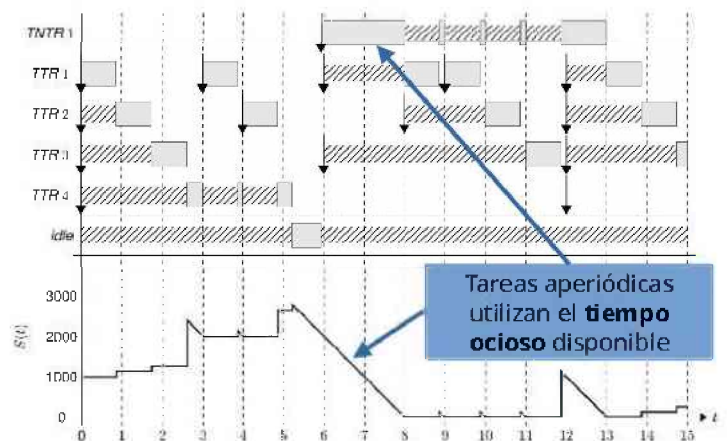 TNTR 1
TTR 1
TTR 2
TTR 3
TTR 4
idle
Tareas aperiódicas
utilizan el tiempo
ocioso disponible
3000
2000
1000
0
S(t)
0 1 2 3 4 5 6 7 8 9 10 11 12 13 14 15
t